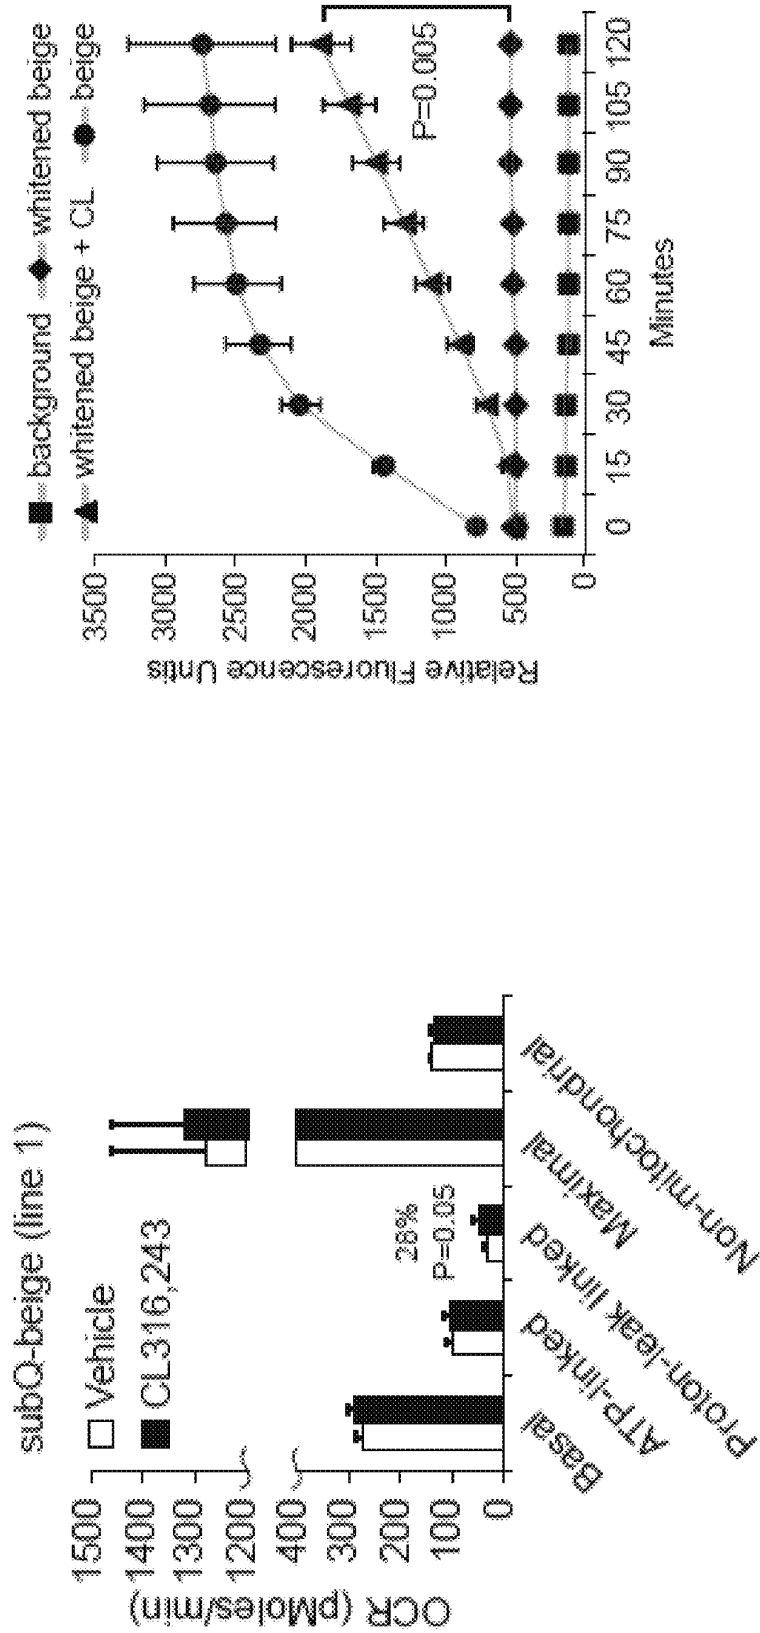 subQ-beige (line 1)
Vehicle
CL316,243
OCR (pMoles/min)
1500
1400
1300
1200
400
300
200
100
0
28%
P=0.05
Basal
ATP-linked
Proton-leak linked
Maximal
Non-mitochondrial
background
whitened beige
whitened beige + CL
beige
Relative Fluorescence Untis
3500
3000
2500
2000
1500
1000
500
0
P=0.005
0 15 30 45 60 75 90 105 120
Minutes